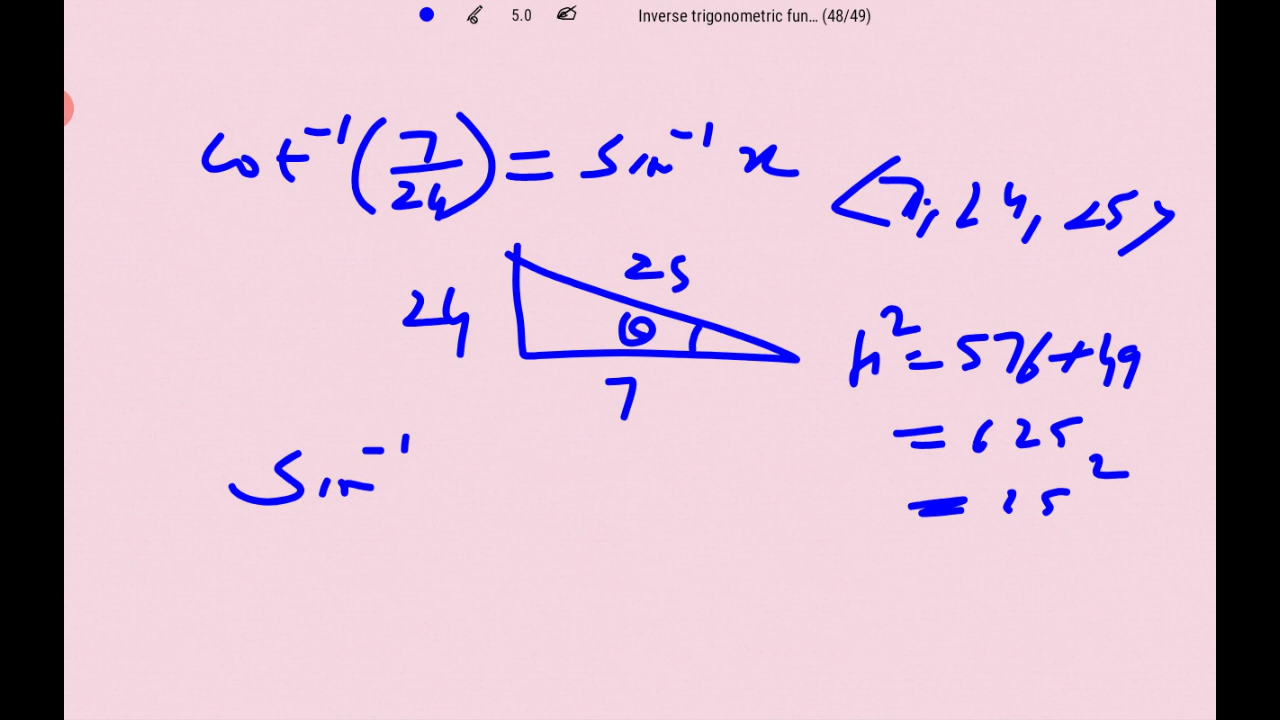 5.0 Inverse trigonometric fun... (48/49)
cot⁻¹(7/24) = sin⁻¹ x
<7, 24, 25>
25
24
θ
7
h² = 576 + 49
= 625
= 25²
sin⁻¹